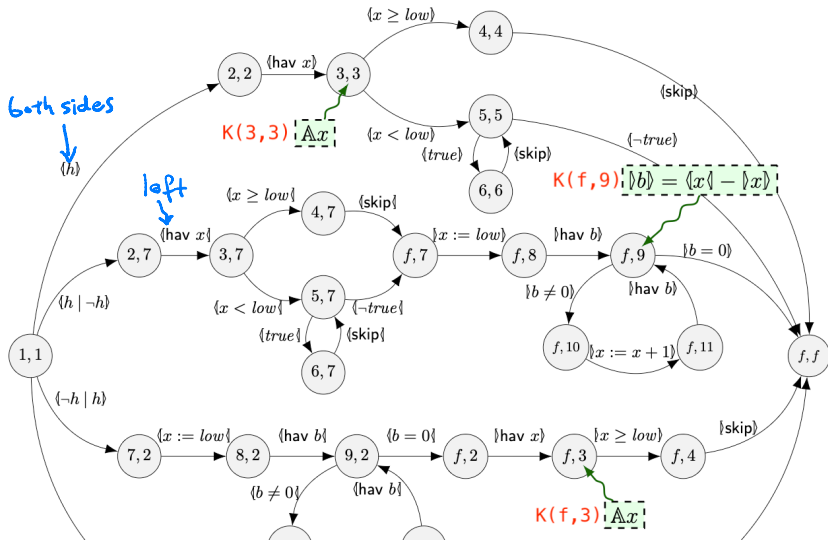 ⟪x ≥ low⟫
4, 4
⟪hav x⟫
2, 2
3, 3
⟪skip⟫
both sides
K(3,3) 𝔸x
⟪x < low⟫
5, 5
⟪¬true⟫
⟪true⟫
⟪skip⟫
⟪h⟫
left
K(f,9) ⟫b⟫ = ⟪x⟪ − ⟫x⟫
6, 6
⟪x ≥ low⟪
4, 7
⟪skip⟪
⟪hav x⟪
⟫x := low⟫
⟫hav b⟫
2, 7
3, 7
f, 7
f, 8
f, 9
⟫b = 0⟫
⟪h | ¬h⟫
⟪x < low⟪
5, 7
⟪¬true⟪
⟫b ≠ 0⟫
⟫hav b⟫
⟪true⟪
⟪skip⟪
1, 1
6, 7
f, 10
⟫x := x + 1⟫
f, 11
f, f
⟪¬h | h⟫
⟪x := low⟪
⟪hav b⟪
⟪b = 0⟪
⟫hav x⟫
⟫x ≥ low⟫
⟫skip⟫
7, 2
8, 2
9, 2
f, 2
f, 3
f, 4
⟪b ≠ 0⟪
⟪hav b⟪
K(f,3) 𝔸x